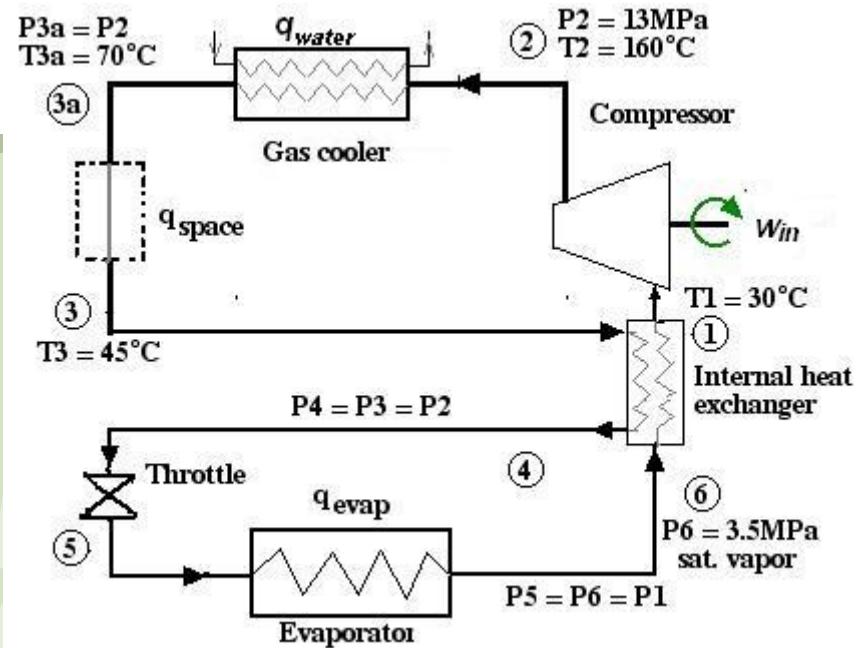 P3a = P2
T3a = 70°C
3a
qwater
2
P2 = 13MPa
T2 = 160°C
Compressor
Gas cooler
qspace
Win
3
T3 = 45°C
T1 = 30°C
1
Internal heat
exchanger
P4 = P3 = P2
4
Throttle
5
qevap
6
P6 = 3.5MPa
sat. vapor
P5 = P6 = P1
Evaporator